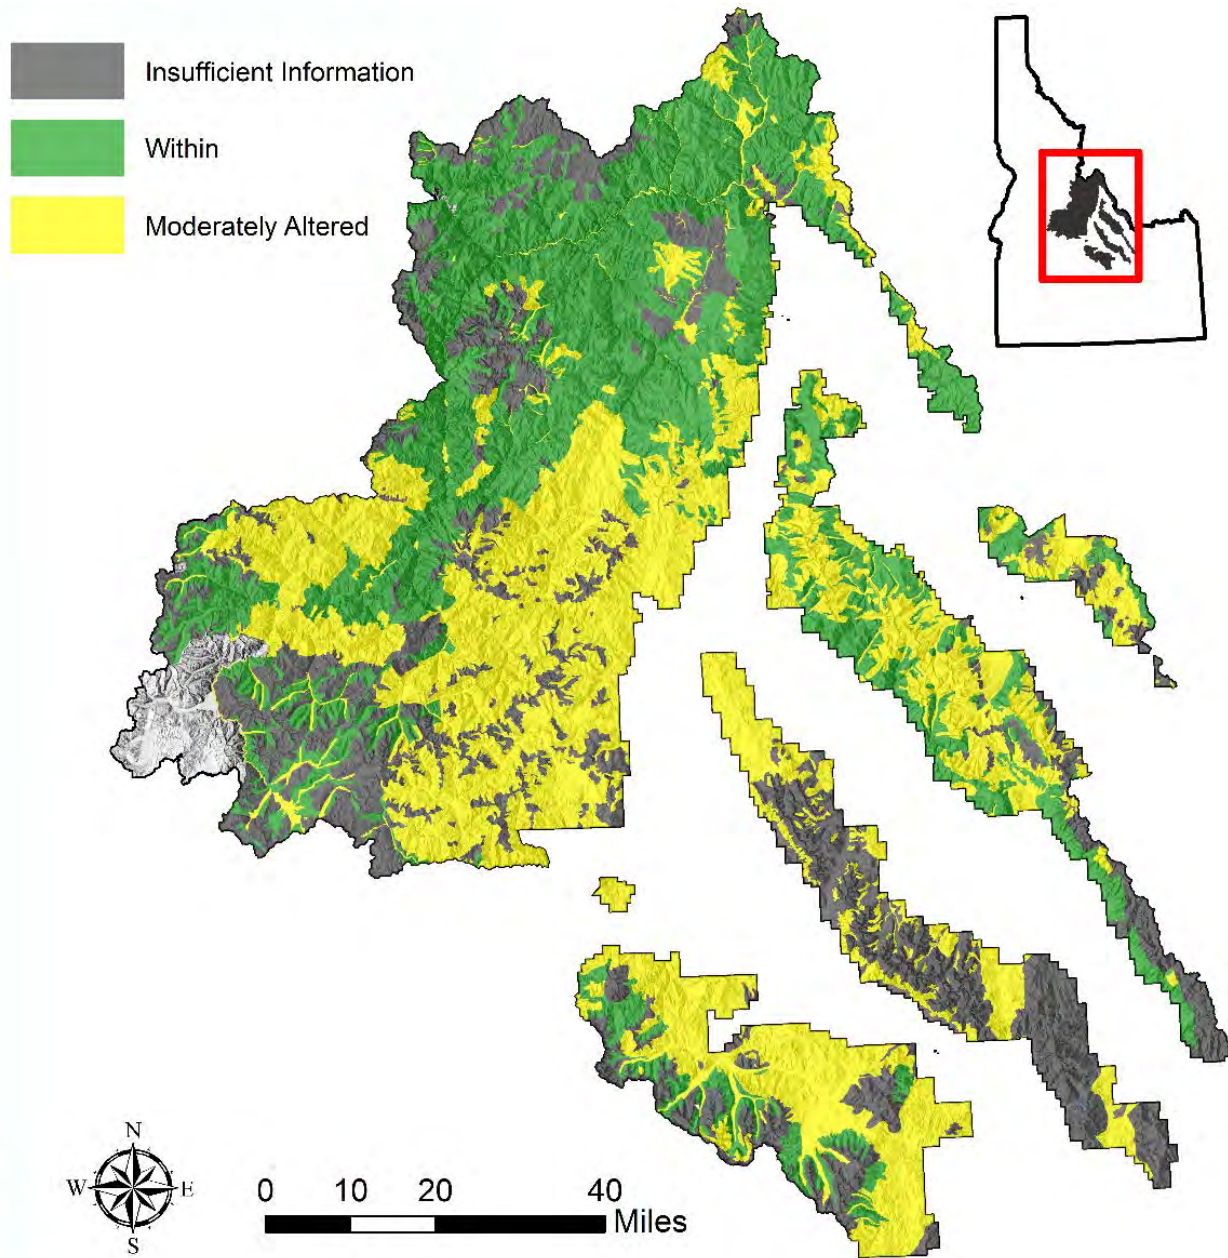 Insufficient Information
Within
Moderately Altered
N
W E
S
0 10 20 40
Miles